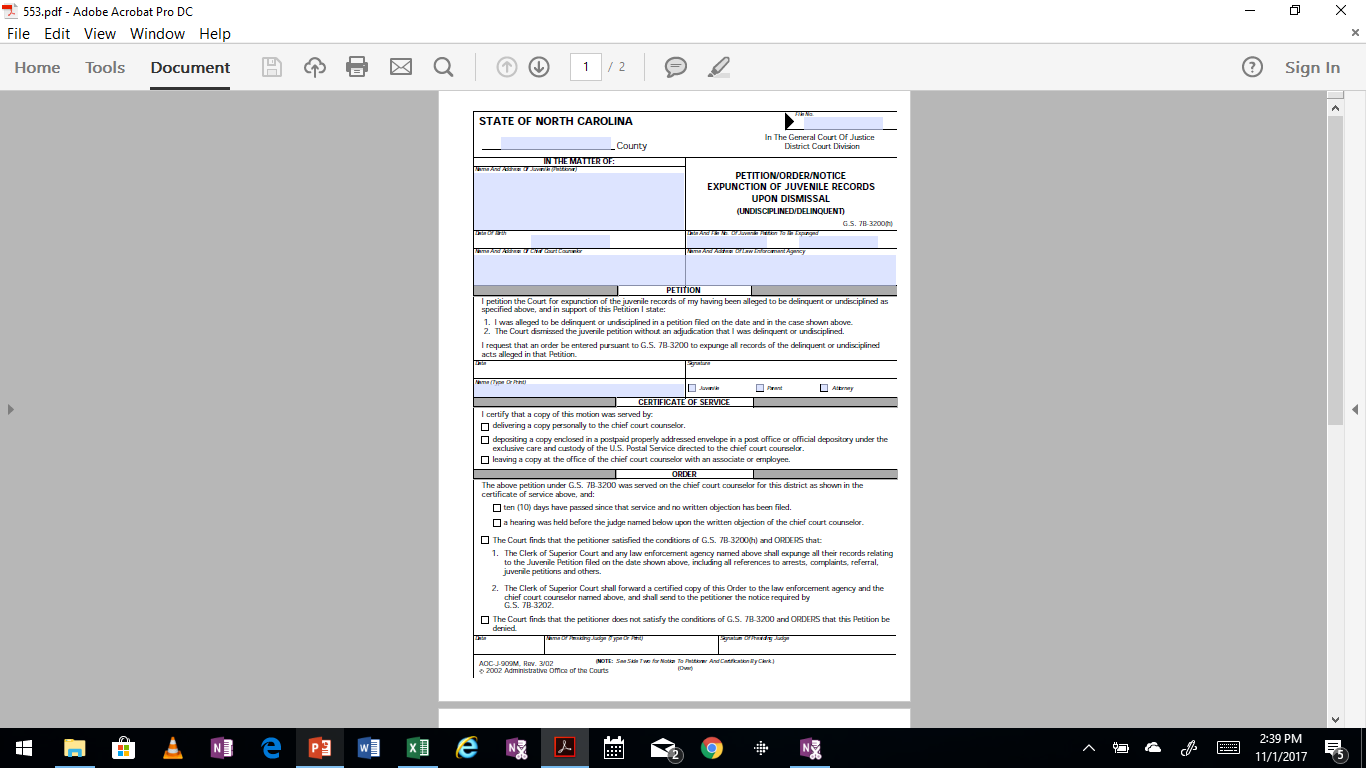 553.pdf - Adobe Acrobat Pro DC
File Edit View Window Help
Home Tools Document 1 / 2 Sign In
STATE OF NORTH CAROLINA
File No.
In The General Court Of Justice
District Court Division
County
IN THE MATTER OF:
Name And Address Of Juvenile (Petitioner)
PETITION/ORDER/NOTICE
EXPUNCTION OF JUVENILE RECORDS
UPON DISMISSAL
(UNDISCIPLINED/DELINQUENT)
G.S. 7B-3200(h)
Date Of Birth
Date And File No. Of Juvenile Petition To Be Expunged
Name And Address Of Chief Court Counselor
Name And Address Of Law Enforcement Agency
PETITION
I petition the Court for expunction of the juvenile records of my having been alleged to be delinquent or undisciplined as
specified above, and in support of this Petition I state:
1. I was alleged to be delinquent or undisciplined in a petition filed on the date and in the case shown above.
2. The Court dismissed the juvenile petition without an adjudication that I was delinquent or undisciplined.
I request that an order be entered pursuant to G.S. 7B-3200 to expunge all records of the delinquent or undisciplined
acts alleged in that Petition.
Date
Signature
Name (Type Or Print)
Juvenile Parent Attorney
CERTIFICATE OF SERVICE
I certify that a copy of this motion was served by:
delivering a copy personally to the chief court counselor.
depositing a copy enclosed in a postpaid properly addressed envelope in a post office or official depository under the
exclusive care and custody of the U.S. Postal Service directed to the chief court counselor.
leaving a copy at the office of the chief court counselor with an associate or employee.
ORDER
The above petition under G.S. 7B-3200 was served on the chief court counselor for this district as shown in the
certificate of service above, and:
ten (10) days have passed since that service and no written objection has been filed.
a hearing was held before the judge named below upon the written objection of the chief court counselor.
The Court finds that the petitioner satisfied the conditions of G.S. 7B-3200(h) and ORDERS that:
1. The Clerk of Superior Court and any law enforcement agency named above shall expunge all their records relating
to the Juvenile Petition filed on the date shown above, including all references to arrests, complaints, referral,
juvenile petitions and others.
2. The Clerk of Superior Court shall forward a certified copy of this Order to the law enforcement agency and the
chief court counselor named above, and shall send to the petitioner the notice required by
G.S. 7B-3202.
The Court finds that the petitioner does not satisfy the conditions of G.S. 7B-3200 and ORDERS that this Petition be
denied.
Date
Name Of Presiding Judge (Type Or Print)
Signature Of Presiding Judge
AOC-J-909M, Rev. 3/02
© 2002 Administrative Office of the Courts
(NOTE: See Side Two for Notice To Petitioner And Certification By Clerk.)
(Over)
2
2:39 PM
11/1/2017
5